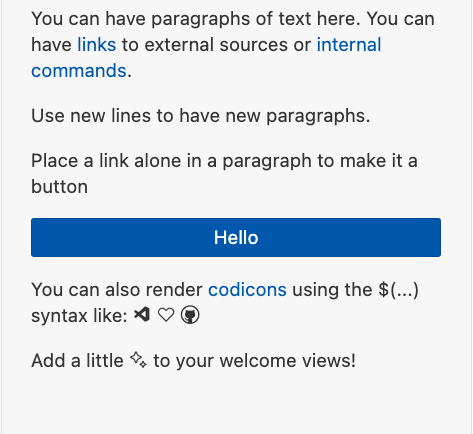 You can have paragraphs of text here. You can
have links to external sources or internal
commands.
Use new lines to have new paragraphs.
Place a link alone in a paragraph to make it a
button
Hello
You can also render codicons using the $(...)
syntax like:
Add a little to your welcome views!